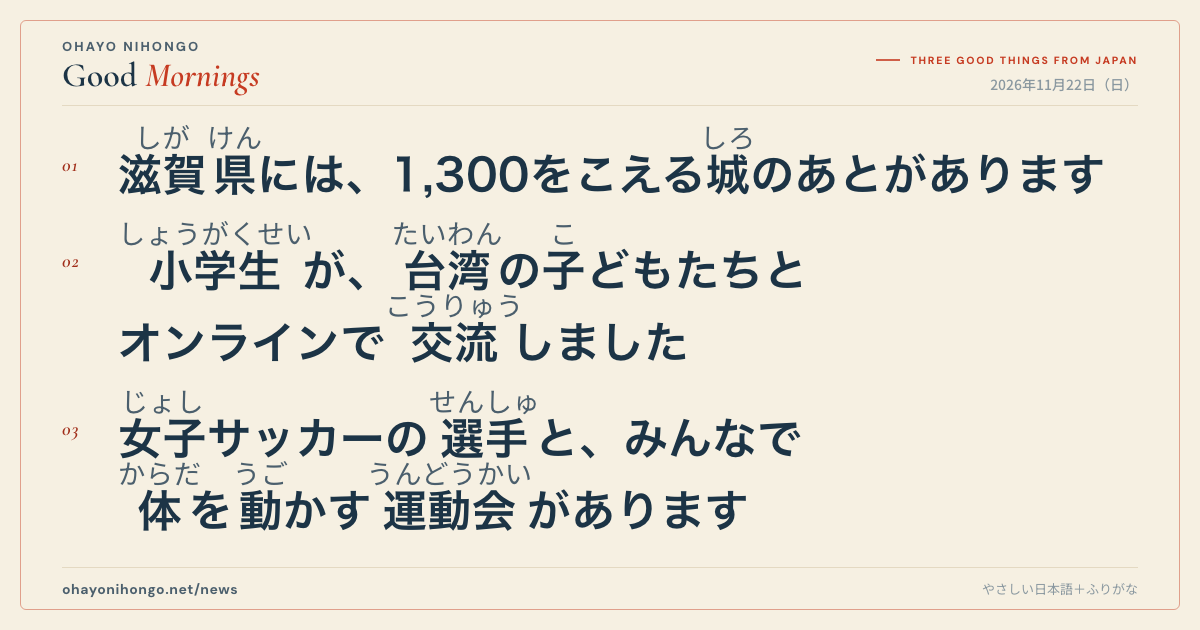 OHAYO NIHONGO
Good Mornings
THREE GOOD THINGS FROM JAPAN
2026年11月22日（日）
しが けん しろ
01 滋賀県には、1,300をこえる城のあとがあります
しょうがくせい たいわん こ
02 小学生が、台湾の子どもたちと
こうりゅう
オンラインで交流しました
じょし せんしゅ
03 女子サッカーの選手と、みんなで
からだ うご うんどうかい
体を動かす運動会があります
ohayonihongo.net/news
やさしい日本語＋ふりがな